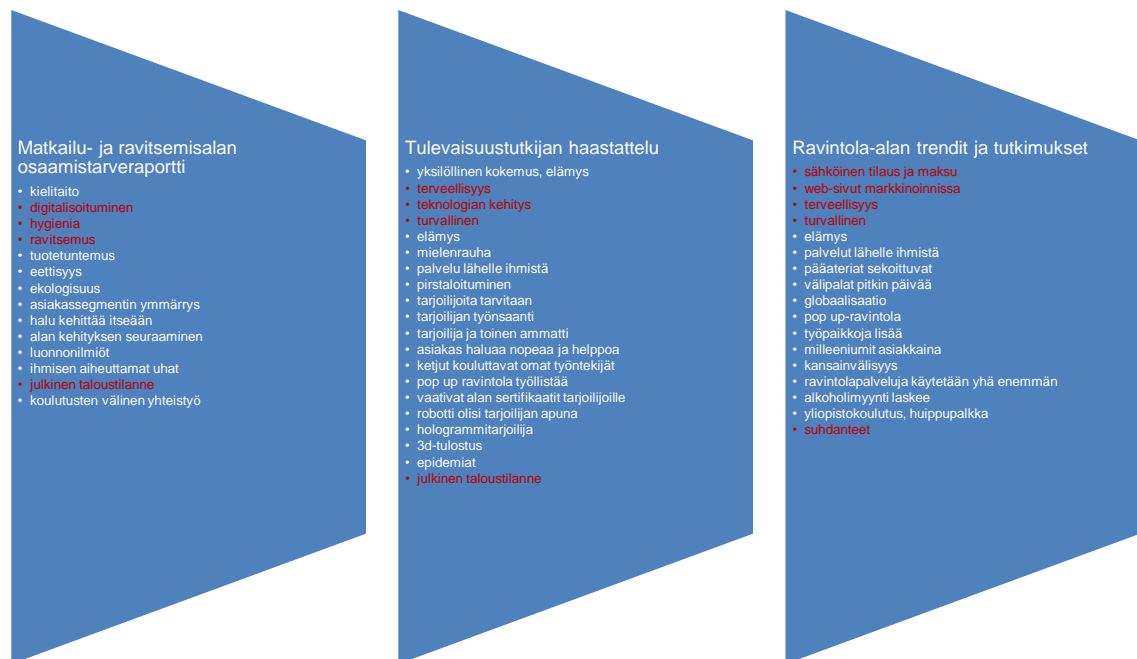 Matkailu- ja ravitsemisalan
osaamistarveraportti
• kielitaito
• digitalisoituminen
• hygienia
• ravitsemus
• tuotetuntemus
• eettisyys
• ekologisuus
• asiakassegmentin ymmärrys
• halu kehittää itseään
• alan kehityksen seuraaminen
• luonnonilmiöt
• ihmisen aiheuttamat uhat
• julkinen taloustilanne
• koulutusten välinen yhteistyö
Tulevaisuustutkijan haastattelu
• yksilöllinen kokemus, elämys
• terveellisyys
• teknologian kehitys
• turvallinen
• elämys
• mielenrauha
• palvelu lähelle ihmistä
• pirstaloituminen
• tarjoilijoita tarvitaan
• tarjoilijan työnsaanti
• tarjoilija ja toinen ammatti
• asiakas haluaa nopeaa ja helppoa
• ketjut kouluttavat omat työntekijät
• pop up ravintola työllistää
• vaativat alan sertifikaatit tarjoilijoille
• robotti olisi tarjoilijan apuna
• hologrammitarjoilija
• 3d-tulostus
• epidemiat
• julkinen taloustilanne
Ravintola-alan trendit ja tutkimukset
• sähköinen tilaus ja maksu
• web-sivut markkinoinnissa
• terveellisyys
• turvallinen
• elämys
• palvelut lähelle ihmistä
• pääateriat sekoittuvat
• välipalat pitkin päivää
• globaalisaatio
• pop up-ravintola
• työpaikkoja lisää
• milleeniumit asiakkaina
• kansainvälisyys
• ravintolapalveluja käytetään yhä enemmän
• alkoholimyynti laskee
• yliopistokoulutus, huippupalkka
• suhdanteet